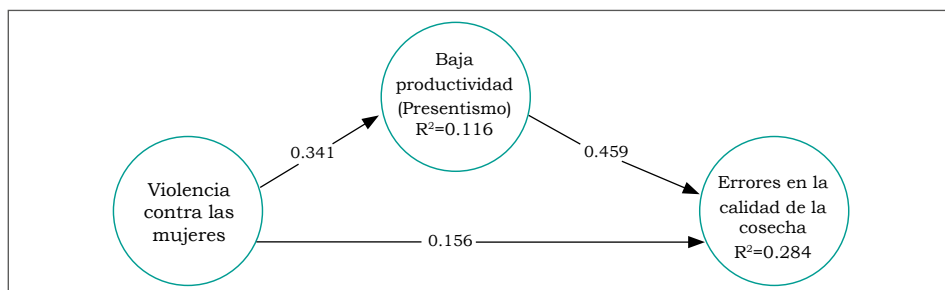 Baja
productividad
(Presentismo)
R²=0.116
0.341
0.459
Violencia
contra las
mujeres
Errores en la
calidad de la
cosecha
R²=0.284
0.156